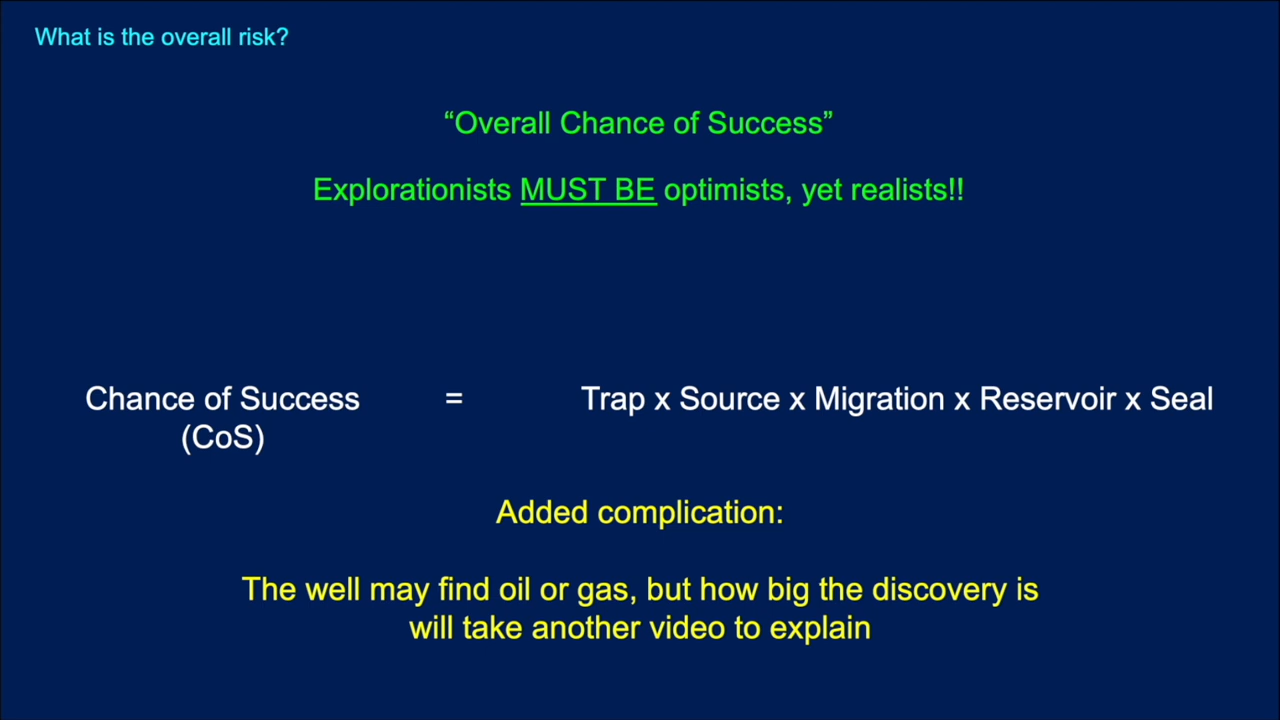 What is the overall risk?
“Overall Chance of Success”
Explorationists MUST BE optimists, yet realists!!
Chance of Success = Trap x Source x Migration x Reservoir x Seal
(CoS)
Added complication:
The well may find oil or gas, but how big the discovery is
will take another video to explain